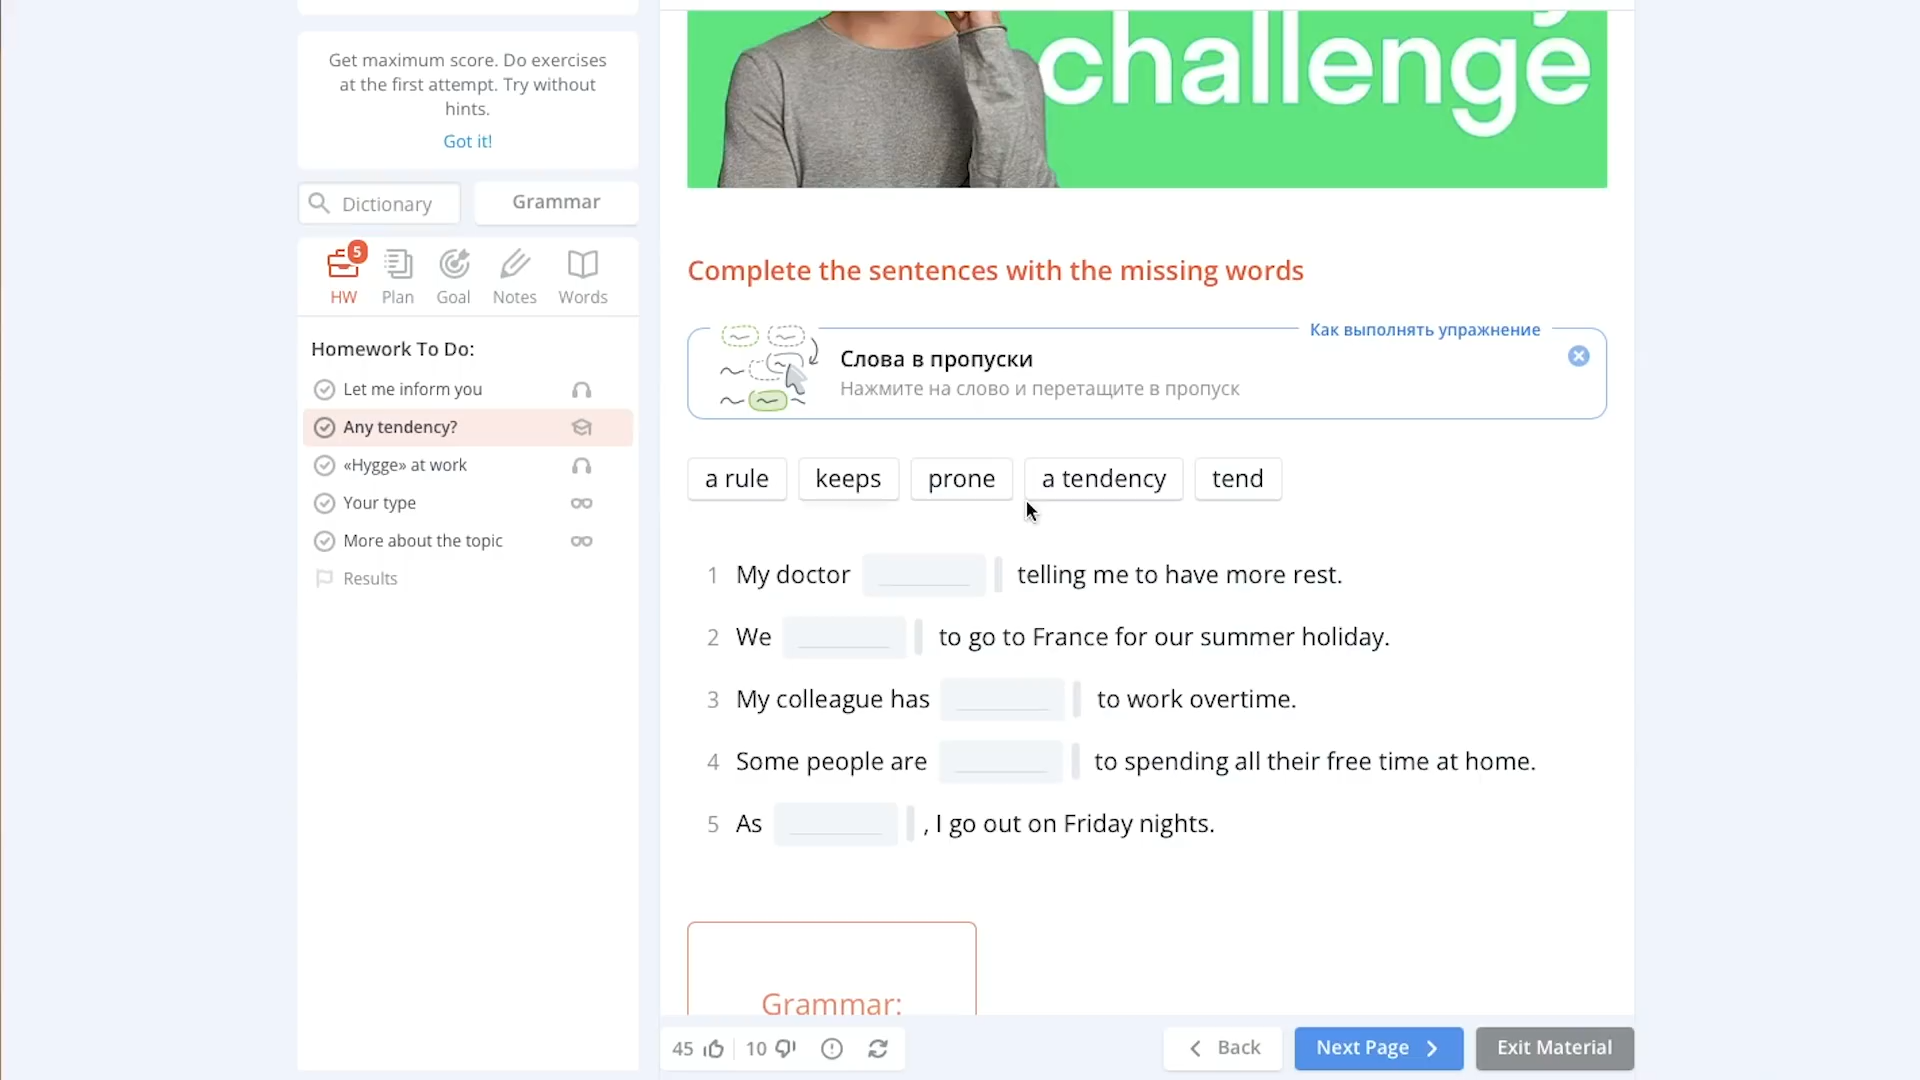 Get maximum score. Do exercises
at the first attempt. Try without
hints.
Got it!
Dictionary
Grammar
5
HW
Plan
Goal
Notes
Words
Homework To Do:
Let me inform you
Any tendency?
«Hygge» at work
Your type
More about the topic
Results
challenge
Complete the sentences with the missing words
Как выполнять упражнение
Слова в пропуски
Нажмите на слово и перетащите в пропуск
a rule
keeps
prone
a tendency
tend
1 My doctor telling me to have more rest.
2 We to go to France for our summer holiday.
3 My colleague has to work overtime.
4 Some people are to spending all their free time at home.
5 As , I go out on Friday nights.
Grammar:
45
10
Back
Next Page
Exit Material